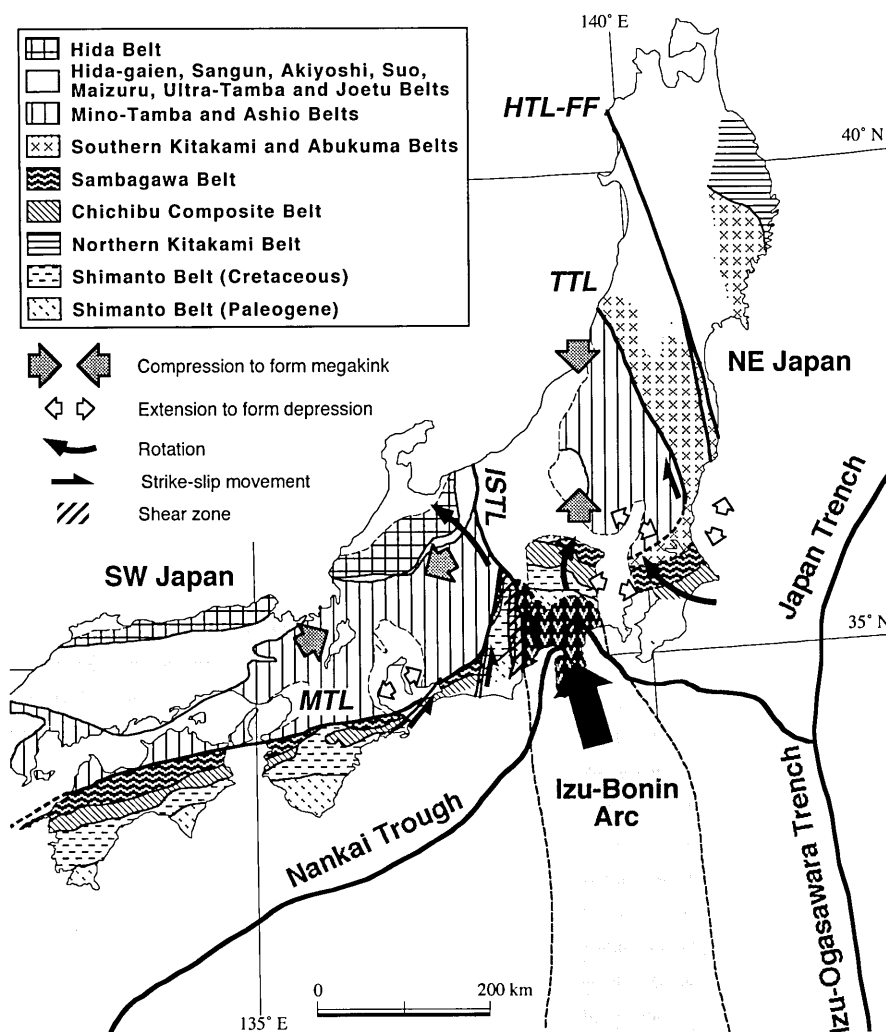 Hida Belt
Hida-gaien, Sangun, Akiyoshi, Suo,
Maizuru, Ultra-Tamba and Joetu Belts
Mino-Tamba and Ashio Belts
Southern Kitakami and Abukuma Belts
Sambagawa Belt
Chichibu Composite Belt
Northern Kitakami Belt
Shimanto Belt (Cretaceous)
Shimanto Belt (Paleogene)
Compression to form megakink
Extension to form depression
Rotation
Strike-slip movement
Shear zone
140° E
HTL-FF
40° N
TTL
NE Japan
ISTL
SW Japan
Japan Trench
35° N
MTL
Izu-Bonin
Arc
Nankai Trough
Izu-Ogasawara Trench
0
200 km
135° E